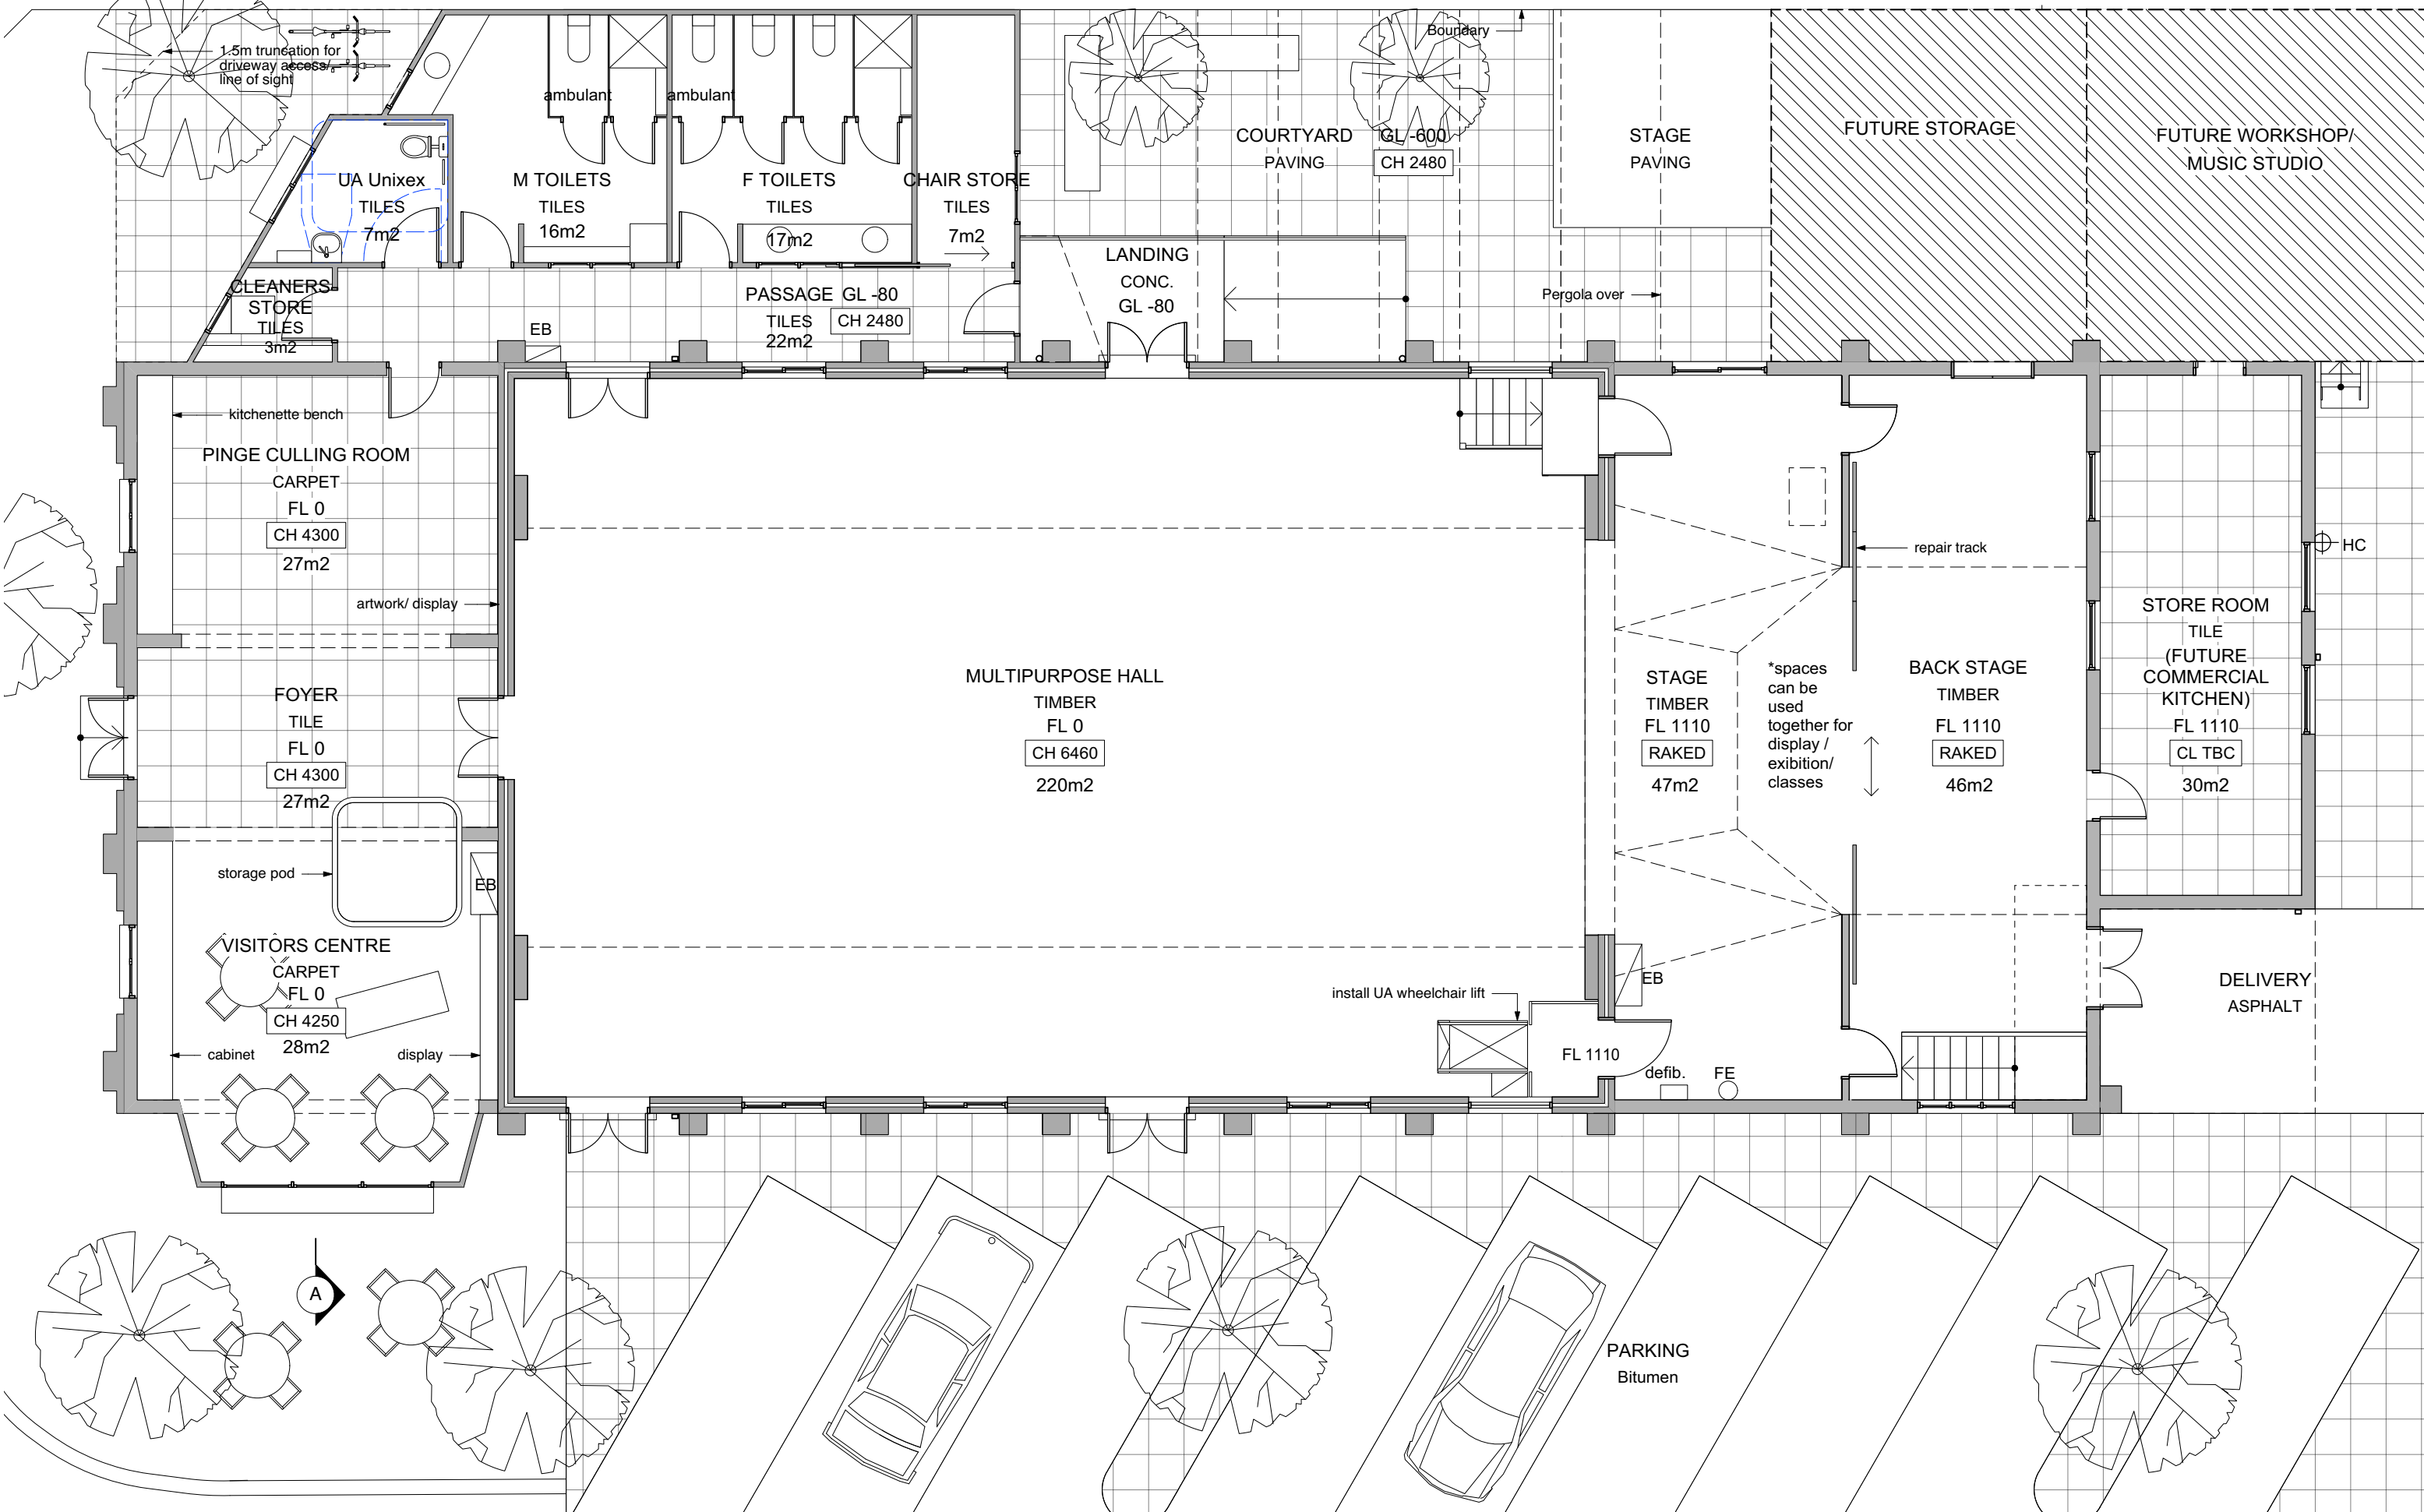 1.5m truncation for
driveway access/
line of sight
ambulant
ambulant
Boundary
UA Unixex
TILES
7m2
M TOILETS
TILES
16m2
F TOILETS
TILES
17m2
CHAIR STORE
TILES
7m2
COURTYARD
PAVING
GL -600
CH 2480
STAGE
PAVING
FUTURE STORAGE
FUTURE WORKSHOP/
MUSIC STUDIO
CLEANERS
STORE
TILES
3m2
EB
PASSAGE GL -80
TILES
CH 2480
22m2
LANDING
CONC.
GL -80
Pergola over
kitchenette bench
PINGE CULLING ROOM
CARPET
FL 0
CH 4300
27m2
artwork/ display
FOYER
TILE
FL 0
CH 4300
27m2
storage pod
EB
VISITORS CENTRE
CARPET
FL 0
CH 4250
28m2
cabinet
display
MULTIPURPOSE HALL
TIMBER
FL 0
CH 6460
220m2
install UA wheelchair lift
FL 1110
STAGE
TIMBER
FL 1110
RAKED
47m2
*spaces
can be
used
together for
display /
exibition/
classes
EB
defib.
FE
repair track
BACK STAGE
TIMBER
FL 1110
RAKED
46m2
HC
STORE ROOM
TILE
(FUTURE
COMMERCIAL
KITCHEN)
FL 1110
CL TBC
30m2
DELIVERY
ASPHALT
A
PARKING
Bitumen